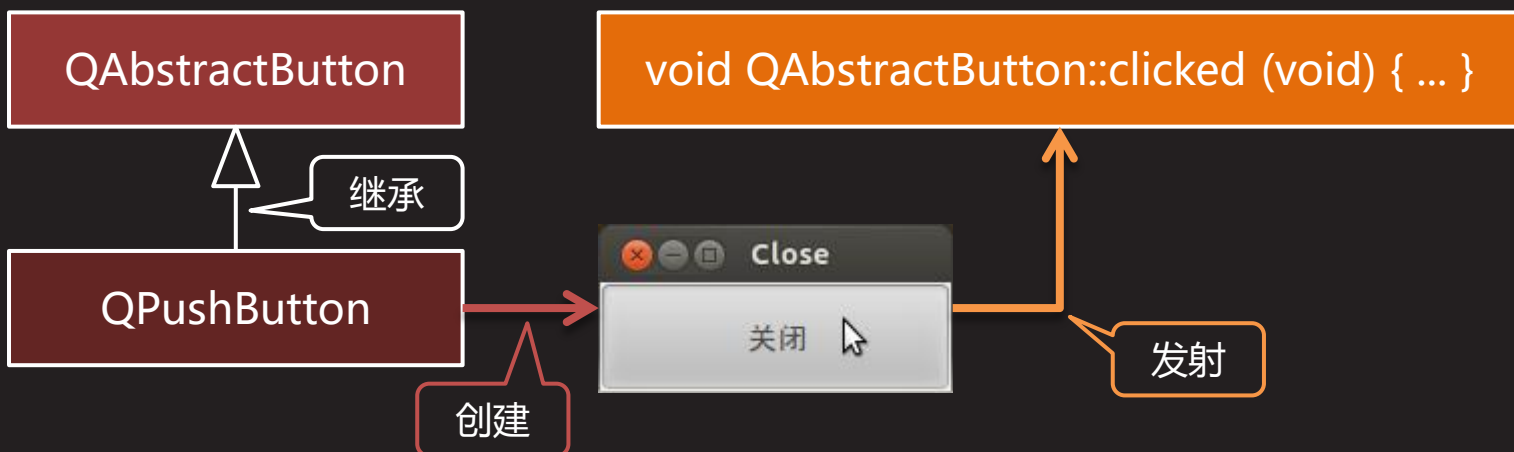 QAbstractButton
void QAbstractButton::clicked (void) { ... }
继承
Close
QPushButton
关闭
发射
创建